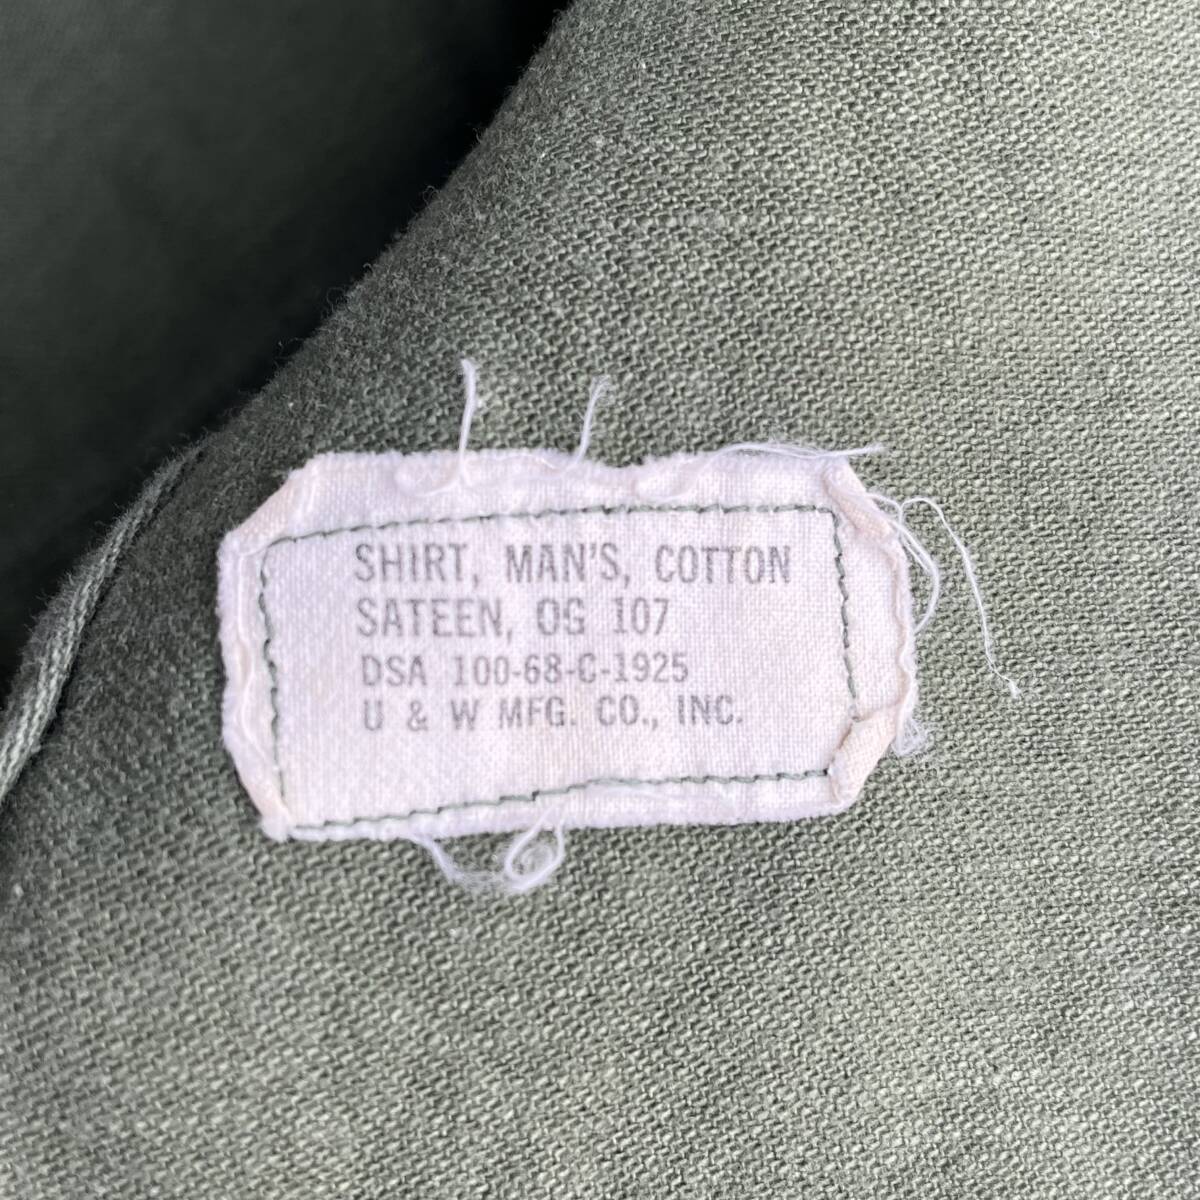 SHIRT, MAN'S, COTTON
SATEEN, OG 107
DSA 100-68-C-1925
U & W MFG. CO., INC.